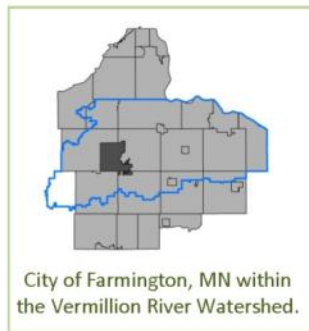 City of Farmington, MN within
the Vermillion River Watershed.